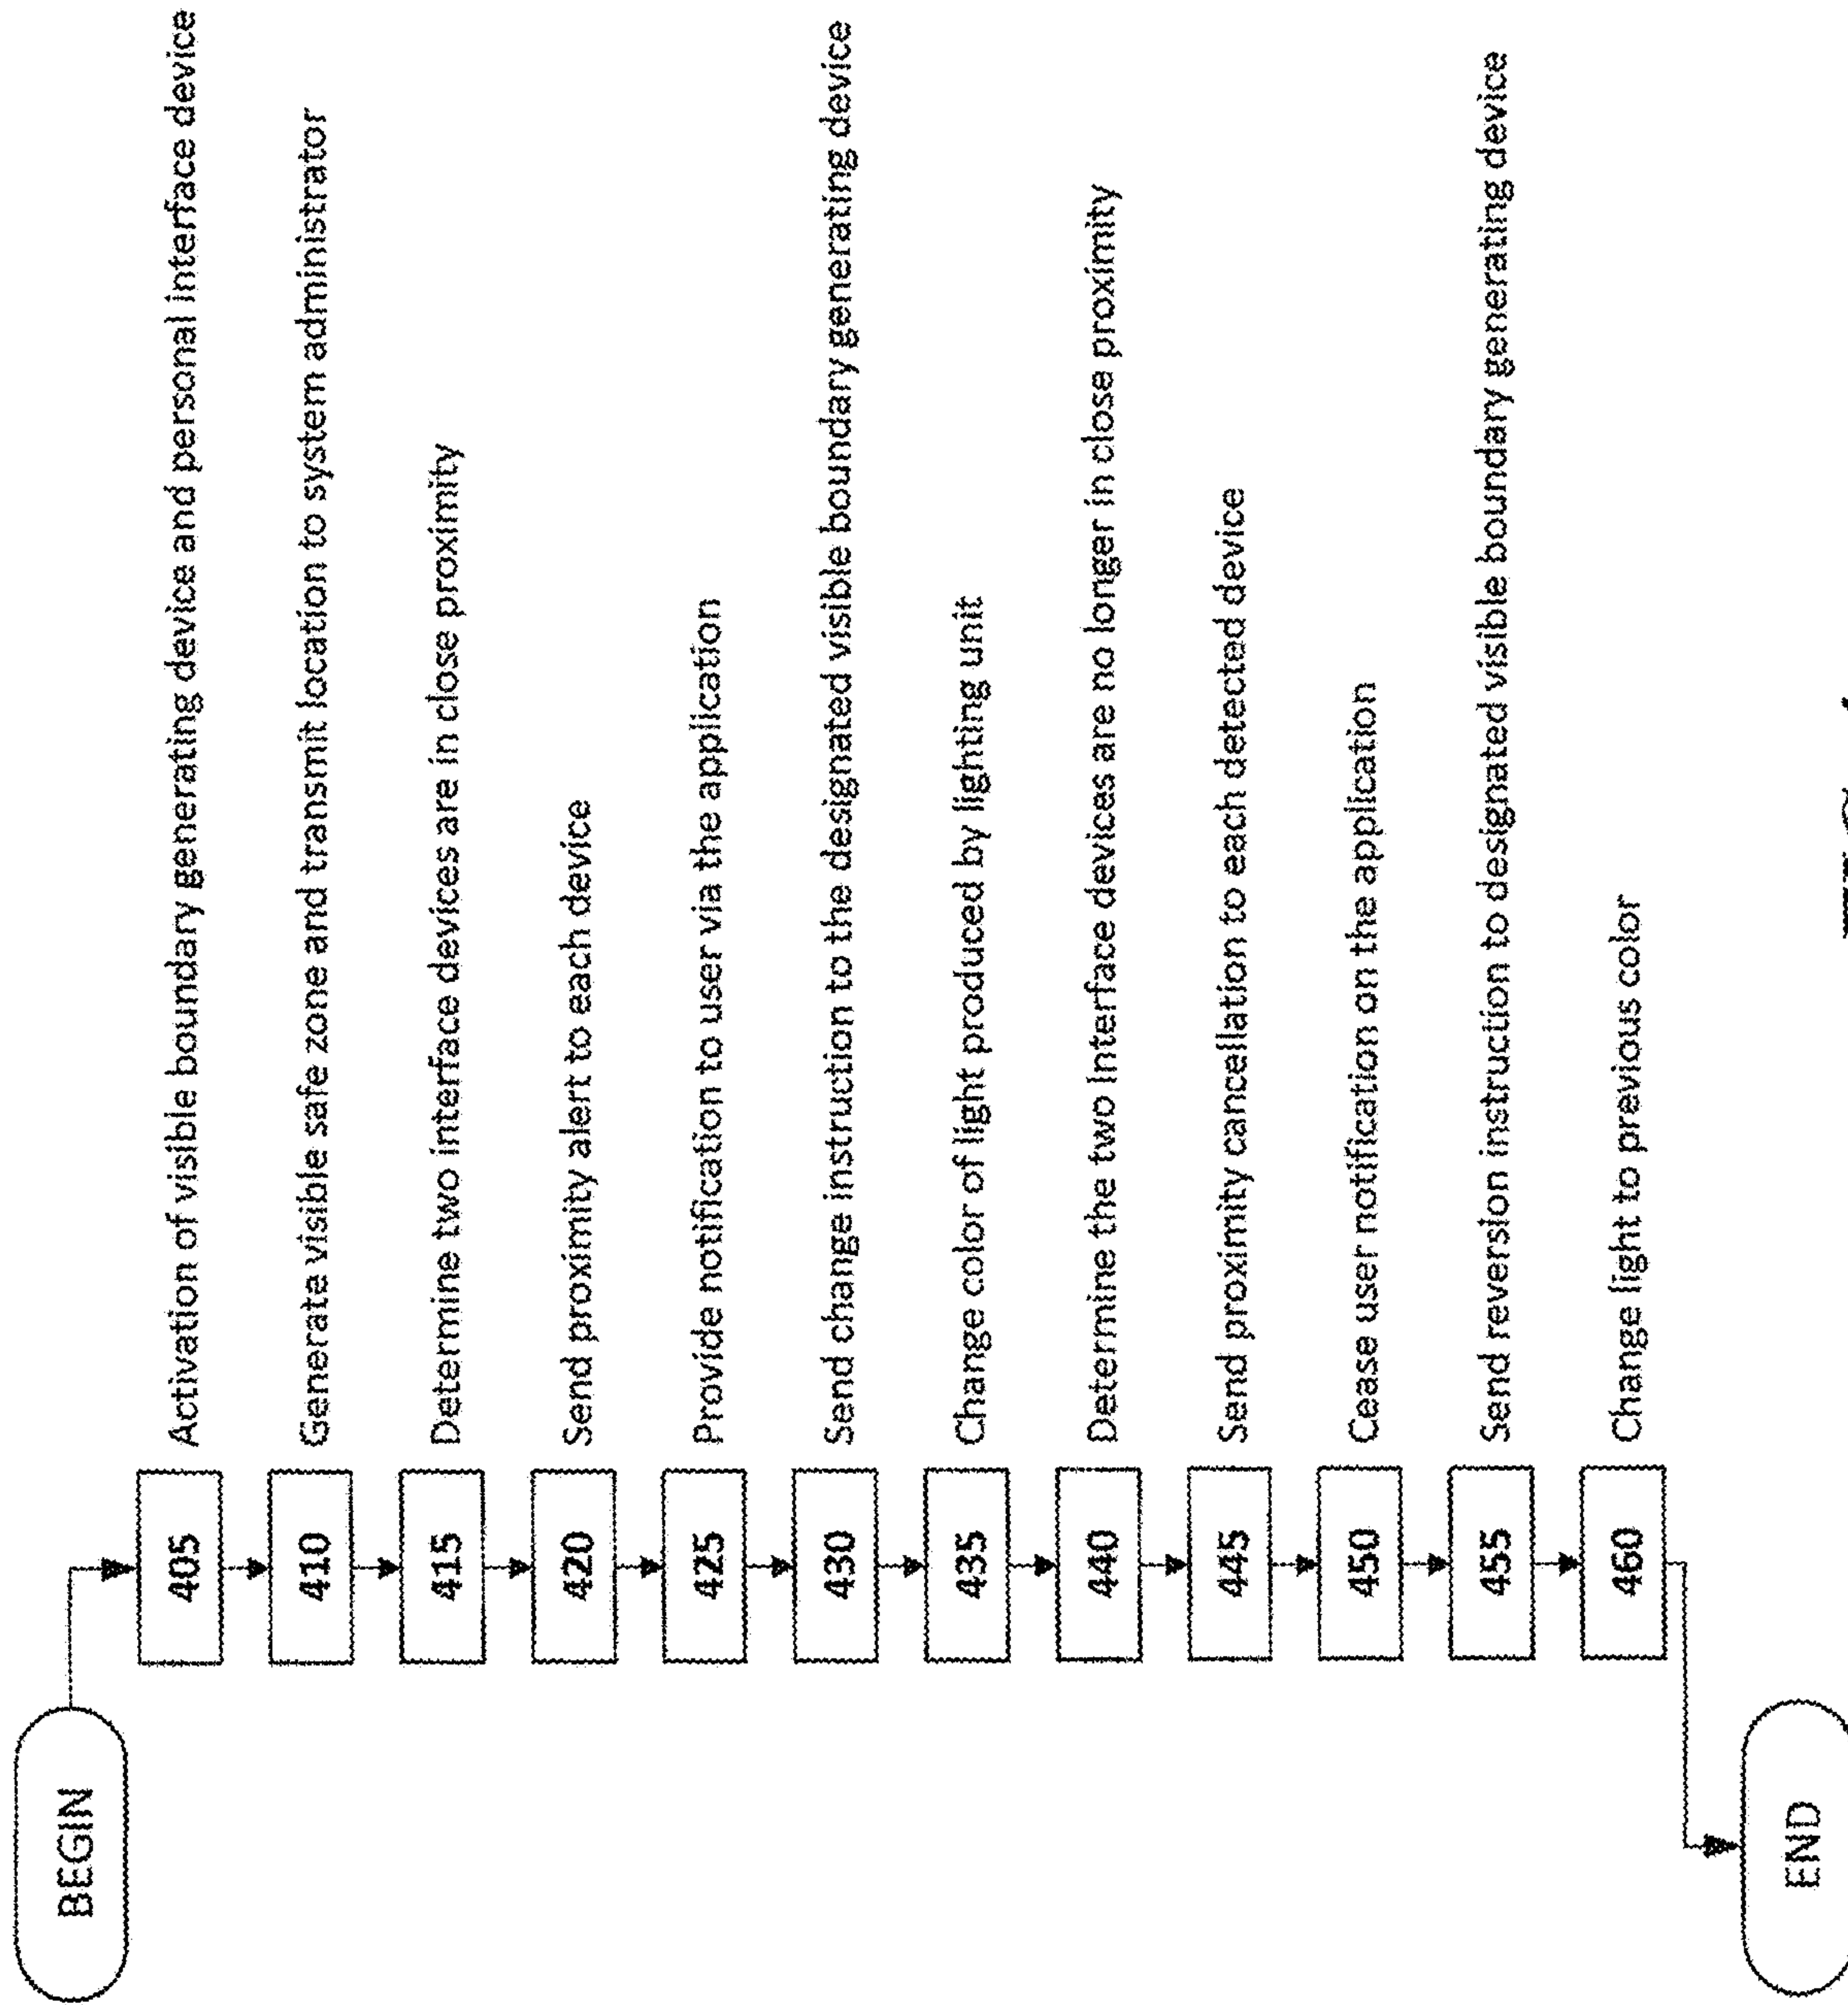 BEGIN
405 Activation of visible boundary generating device and personal interface device
410 Generate visible safe zone and transmit location to system administrator
415 Determine two interface devices are in close proximity
420 Send proximity alert to each device
425 Provide notification to user via the application
430 Send change instruction to the designated visible boundary generating device
435 Change color of light produced by lighting unit
440 Determine the two Interface devices are no longer in close proximity
445 Send proximity cancellation to each detected device
450 Cease user notification on the application
455 Send reversion instruction to designated visible boundary generating device
460 Change light to previous color
END